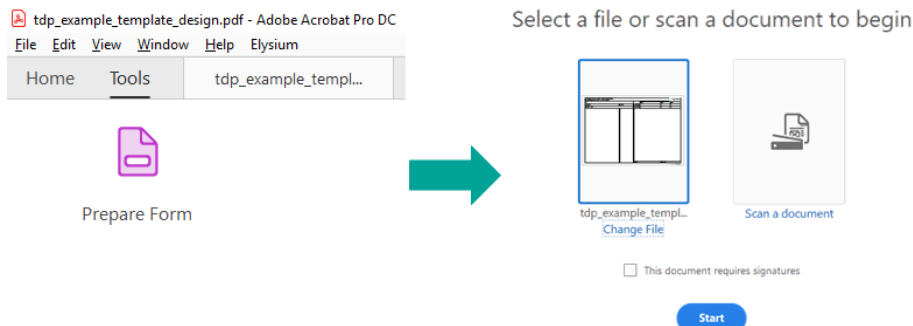 tdp_example_template_design.pdf - Adobe Acrobat Pro DC
File Edit View Window Help Elysium
Home Tools tdp_example_templ...
Prepare Form
Select a file or scan a document to begin
tdp_example_templ... Scan a document
Change File
This document requires signatures
Start